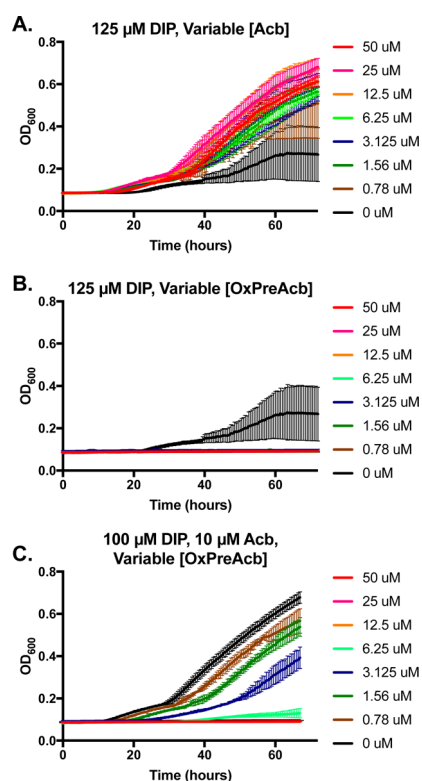 A.
125 µM DIP, Variable [Acb]
OD600
0.8
0.6
0.4
0.2
0.0
0 20 40 60
Time (hours)
50 uM
25 uM
12.5 uM
6.25 uM
3.125 uM
1.56 uM
0.78 uM
0 uM
B.
125 µM DIP, Variable [OxPreAcb]
OD600
0.8
0.6
0.4
0.2
0.0
0 20 40 60
Time (hours)
50 uM
25 uM
12.5 uM
6.25 uM
3.125 uM
1.56 uM
0.78 uM
0 uM
C.
100 µM DIP, 10 µM Acb,
Variable [OxPreAcb]
OD600
0.8
0.6
0.4
0.2
0.0
0 20 40 60
Time (hours)
50 uM
25 uM
12.5 uM
6.25 uM
3.125 uM
1.56 uM
0.78 uM
0 uM